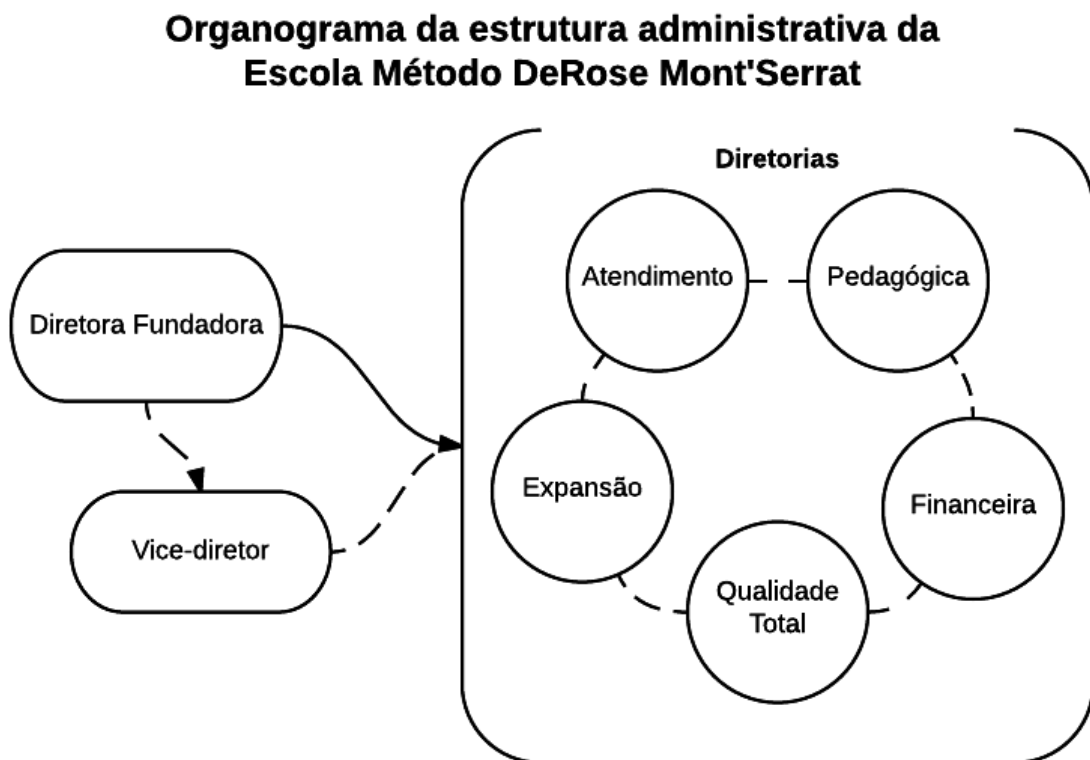 Organograma da estrutura administrativa da
Escola Método DeRose Mont'Serrat
Diretorias
Atendimento
Pedagógica
Diretora Fundadora
Expansão
Financeira
Vice-diretor
Qualidade
Total